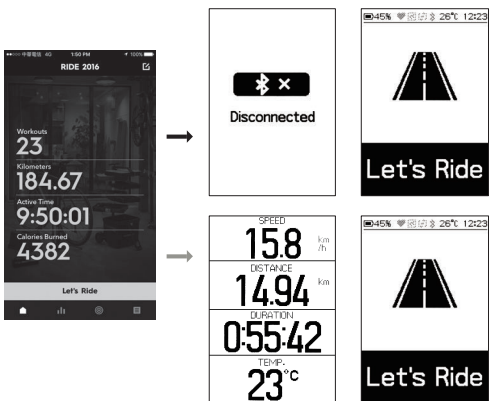 中華電信 4G 1:50 PM 100%
RIDE 2016
Workouts
23
Kilometers
184.67
Active Time
9:50:01
Calories Burned
4382
Let's Ride
Disconnected
45% 26°C 12:23
Let's Ride
SPEED
15.8 km/h
DISTANCE
14.94 km
DURATION
0:55:42
TEMP.
23°C
45% 26°C 12:23
Let's Ride